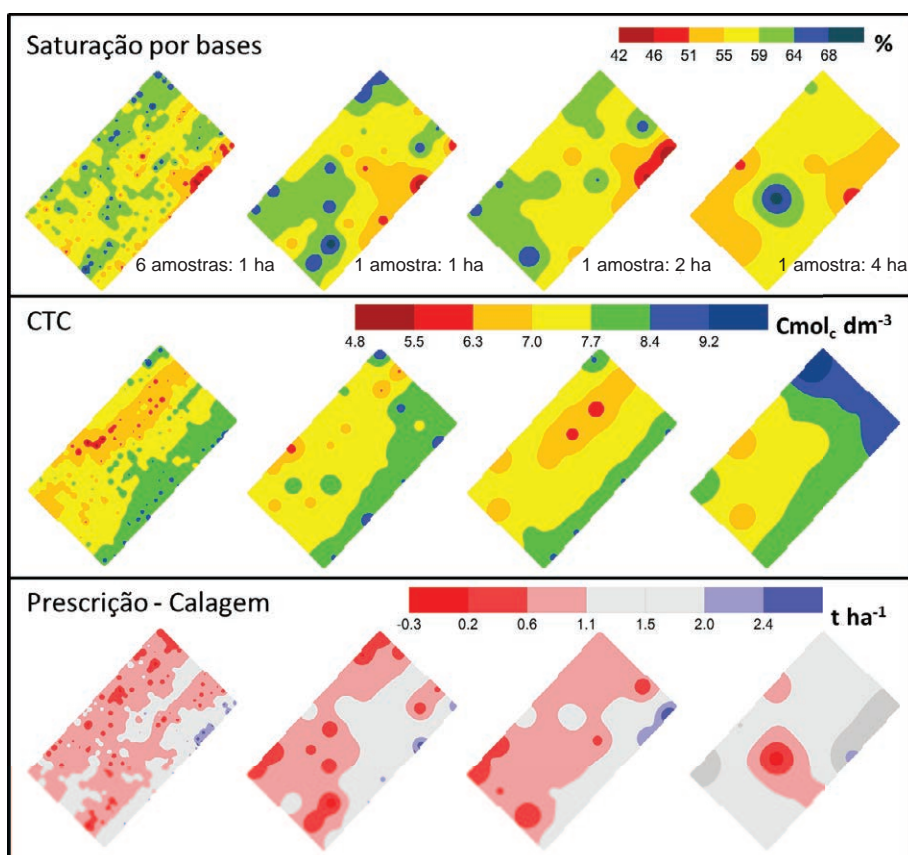 Saturação por bases
%
42 46 51 55 59 64 68
6 amostras: 1 ha 1 amostra: 1 ha 1 amostra: 2 ha 1 amostra: 4 ha
CTC
Cmolc dm-3
4.8 5.5 6.3 7.0 7.7 8.4 9.2
Prescrição - Calagem
t ha-1
-0.3 0.2 0.6 1.1 1.5 2.0 2.4